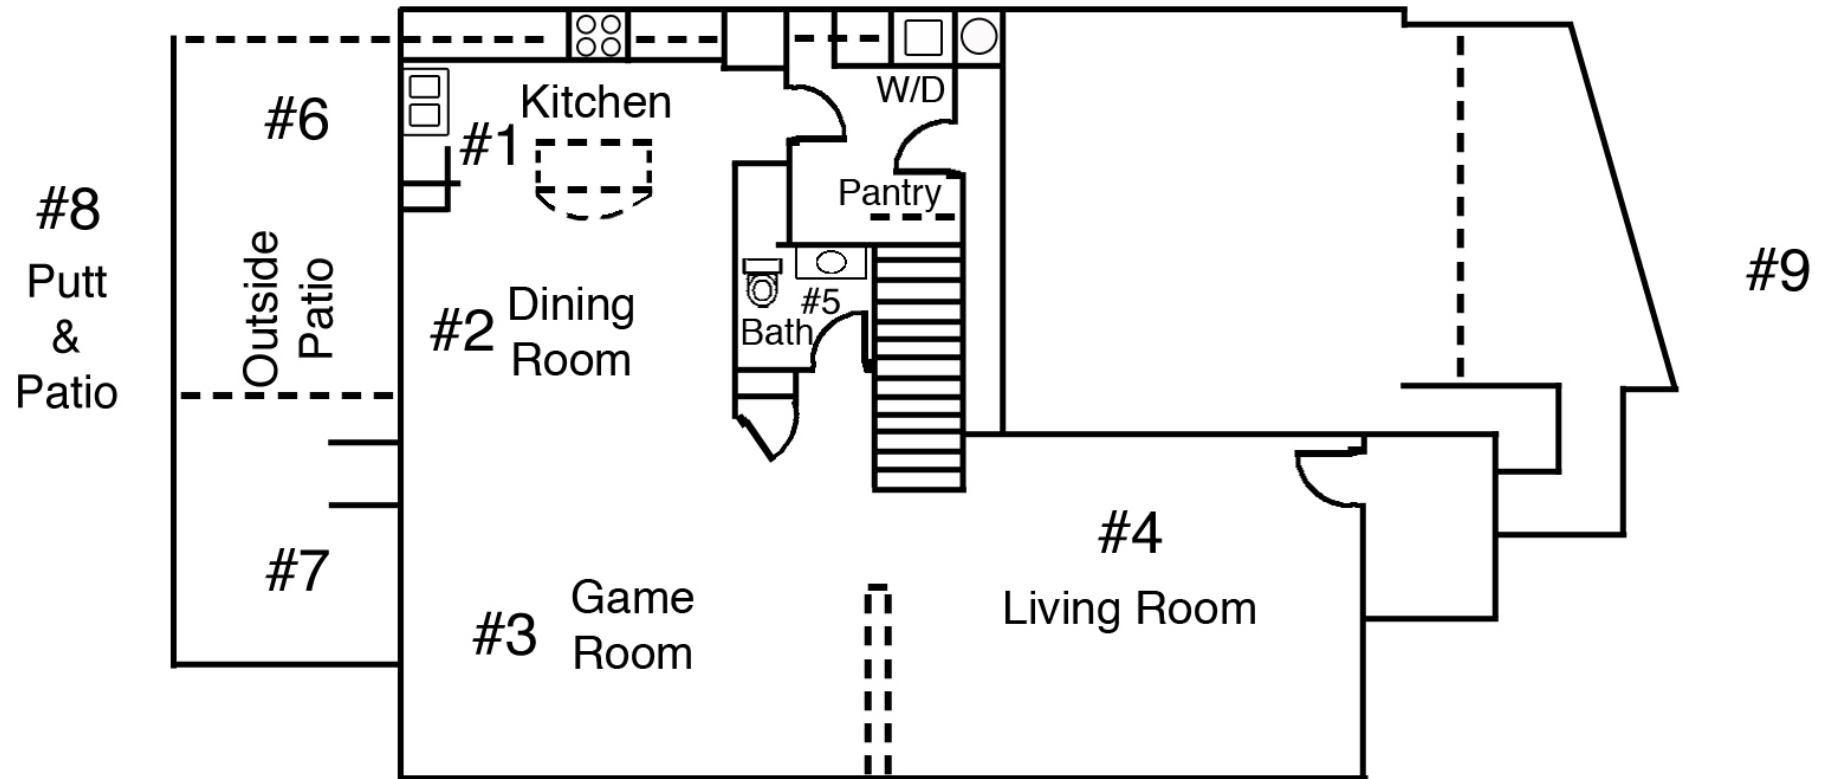 #6
#1
Kitchen
W/D
Pantry
#8
Putt
&
Patio
Outside
Patio
#2
Dining
Room
#5
Bath
#9
#7
#3
Game
Room
#4
Living Room